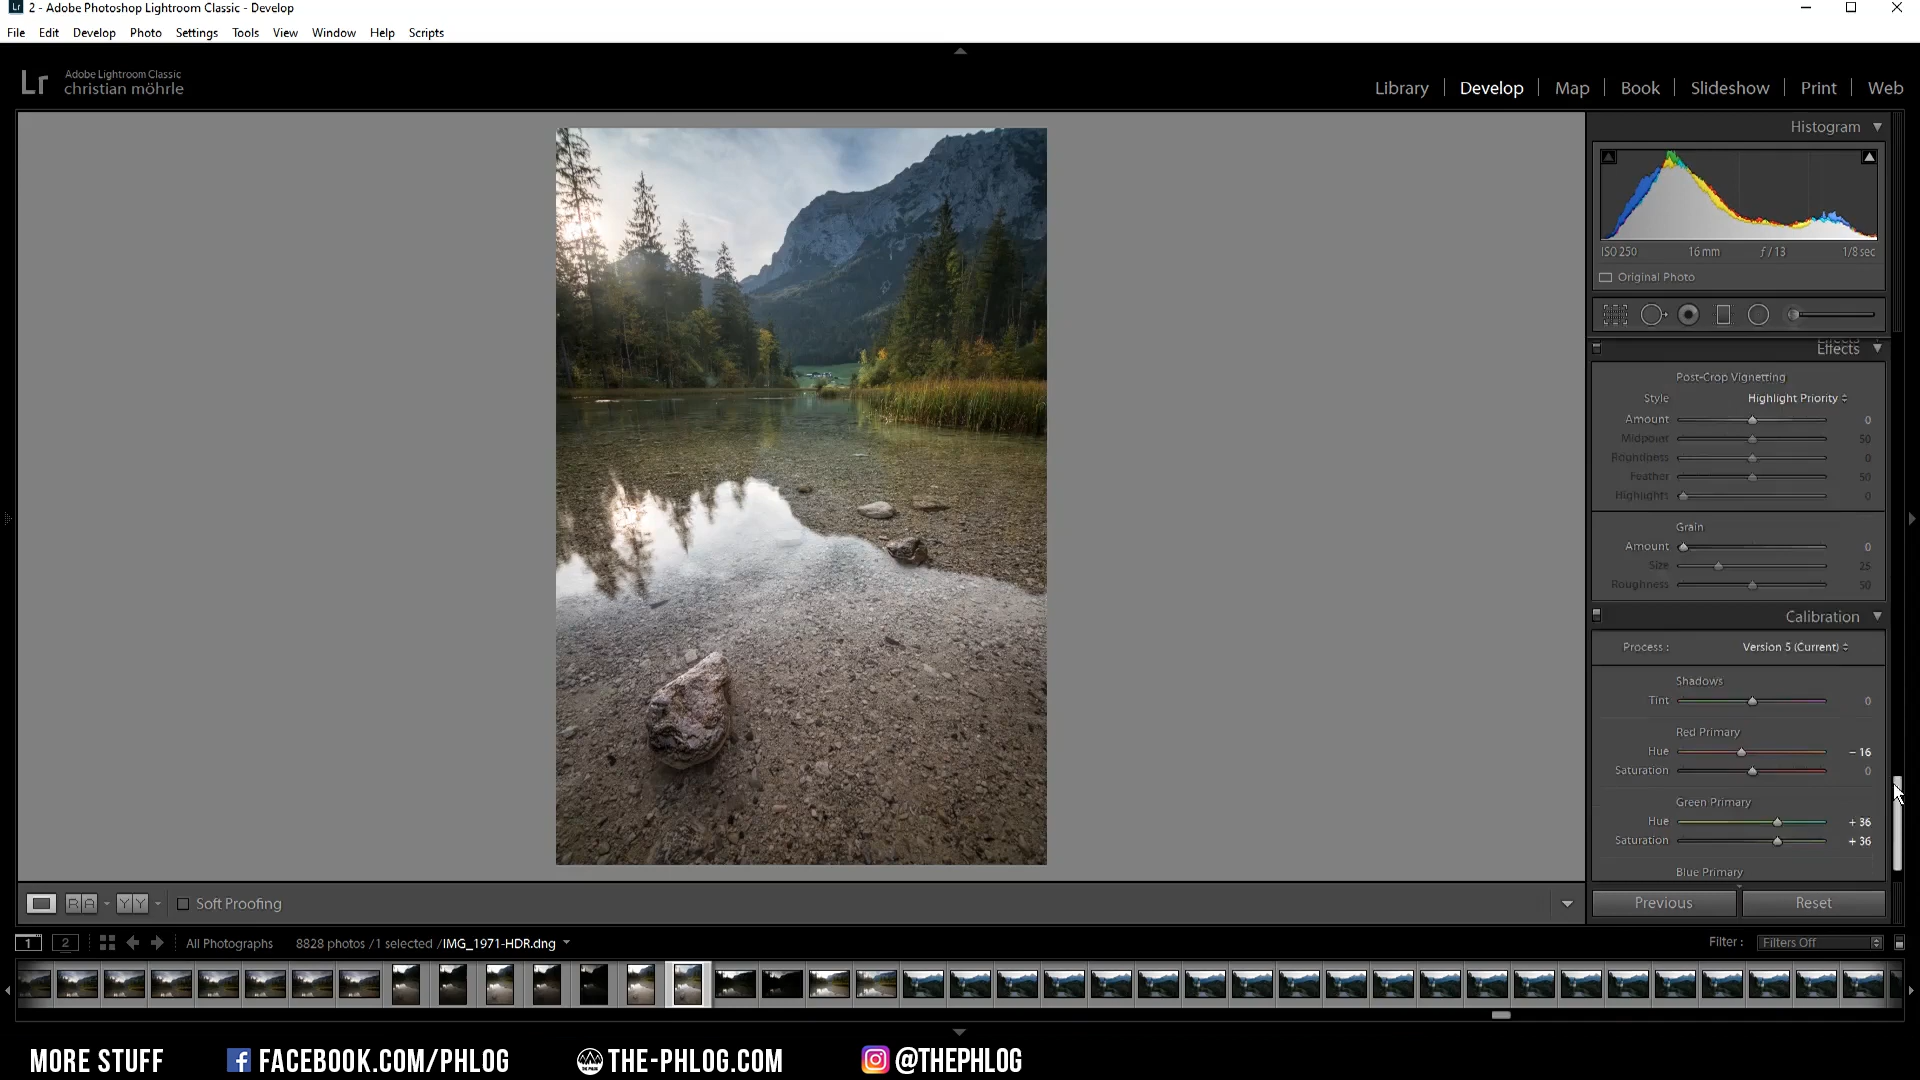 Lr 2 - Adobe Photoshop Lightroom Classic - Develop
File Edit Develop Photo Settings Tools View Window Help Scripts
Lr Adobe Lightroom Classic
christian möhrle
Library Develop Map Book Slideshow Print Web
Histogram
ISO 250 16 mm ƒ / 13 1/8 sec
Original Photo
Effects
Post-Crop Vignetting
Style Highlight Priority
Amount 0
Midpoint 50
Roundness 0
Feather 50
Highlights 0
Grain
Amount 0
Size 25
Roughness 50
Calibration
Process : Version 5 (Current)
Shadows
Tint 0
Red Primary
Hue – 16
Saturation 0
Green Primary
Hue + 36
Saturation + 36
Blue Primary
R A Y Y Soft Proofing
Previous Reset
1 2 All Photographs 8828 photos / 1 selected / IMG_1971-HDR.dng
Filter : Filters Off
MORE STUFF FACEBOOK.COM/PHLOG THE-PHLOG.COM @THEPHLOG